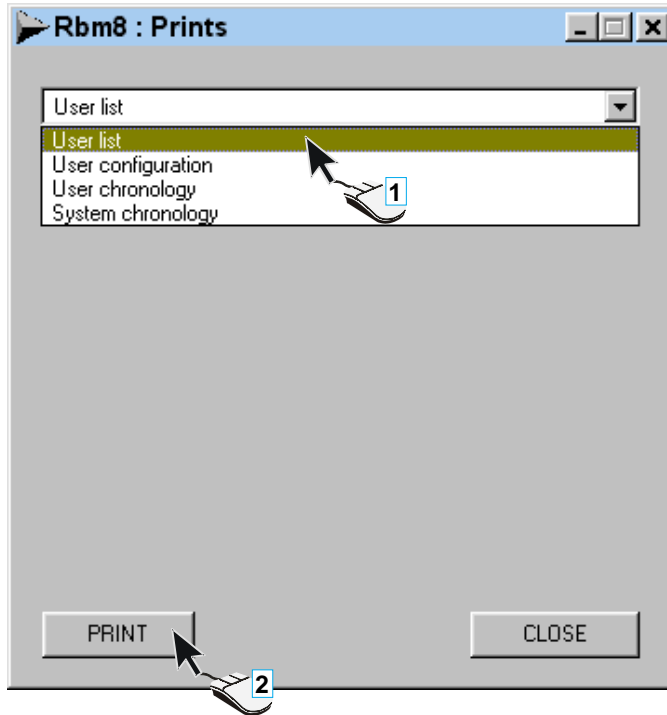 Rbm8 : Prints
User list
User list
User configuration
1
User chronology
System chronology
PRINT
CLOSE
2